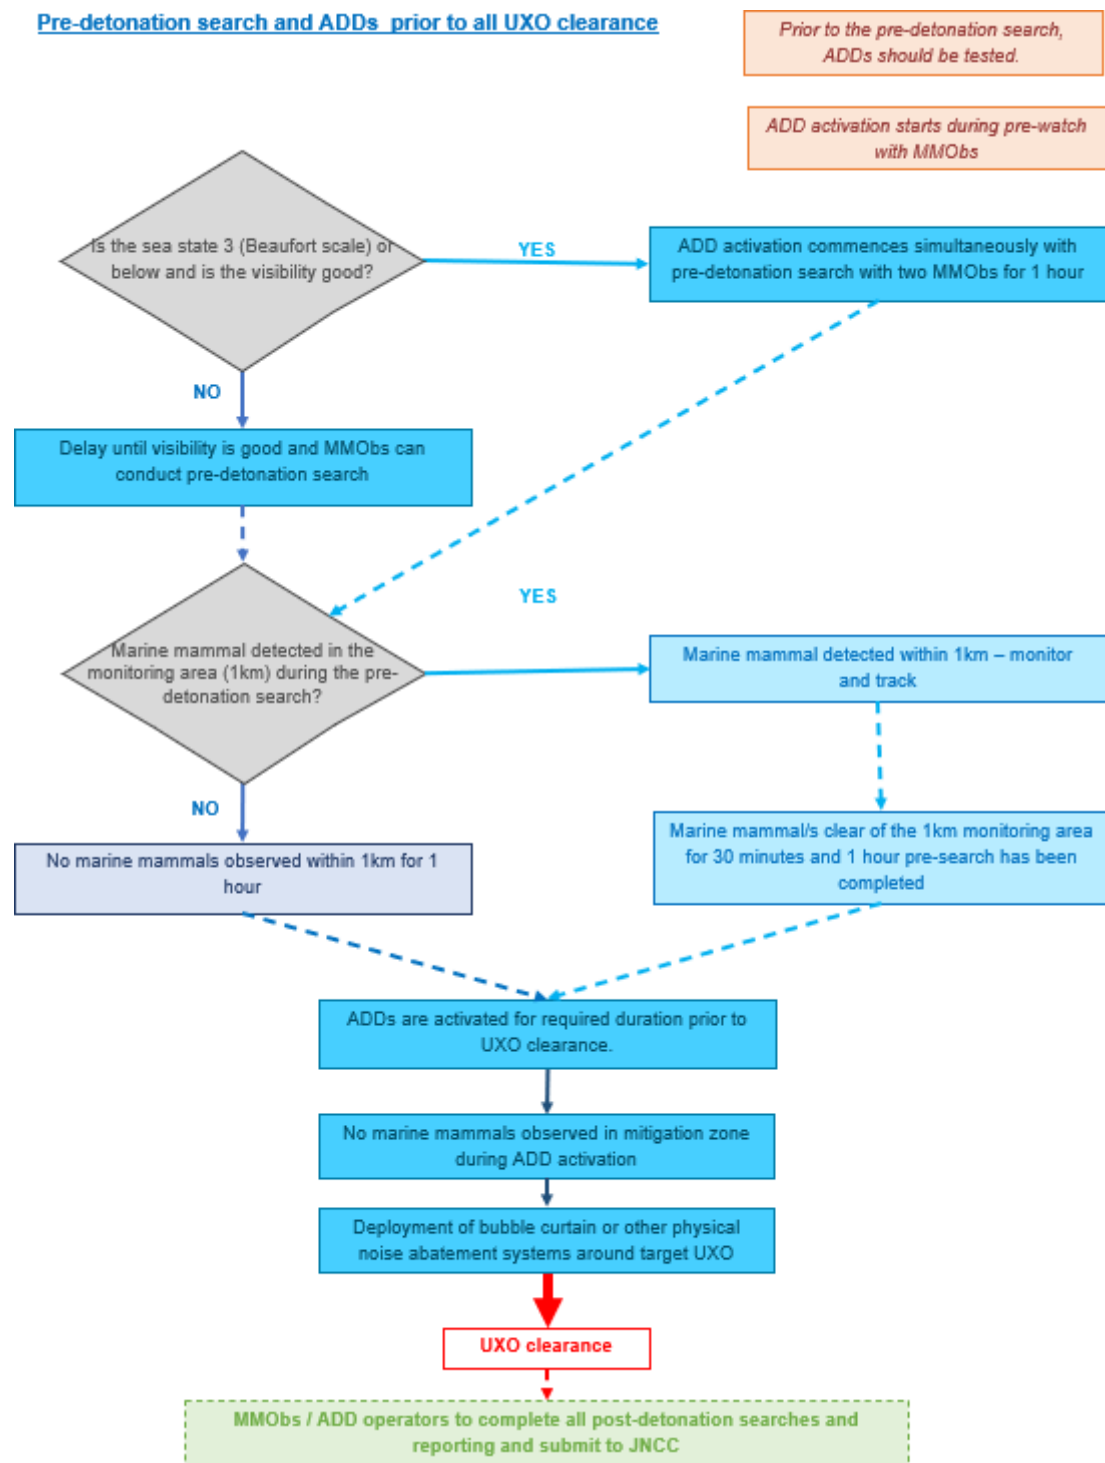 Pre-detonation search and ADDs prior to all UXO clearance
Prior to the pre-detonation search,
ADDs should be tested.
ADD activation starts during pre-watch
with MMObs
Is the sea state 3 (Beaufort scale) or
below and is the visibility good?
YES
ADD activation commences simultaneously with
pre-detonation search with two MMObs for 1 hour
NO
Delay until visibility is good and MMObs can
conduct pre-detonation search
Marine mammal detected in the
monitoring area (1km) during the pre-
detonation search?
YES
Marine mammal detected within 1km – monitor
and track
NO
No marine mammals observed within 1km for 1
hour
Marine mammal/s clear of the 1km monitoring area
for 30 minutes and 1 hour pre-search has been
completed
ADDs are activated for required duration prior to
UXO clearance.
No marine mammals observed in mitigation zone
during ADD activation
Deployment of bubble curtain or other physical
noise abatement systems around target UXO
UXO clearance
MMObs / ADD operators to complete all post-detonation searches and
reporting and submit to JNCC